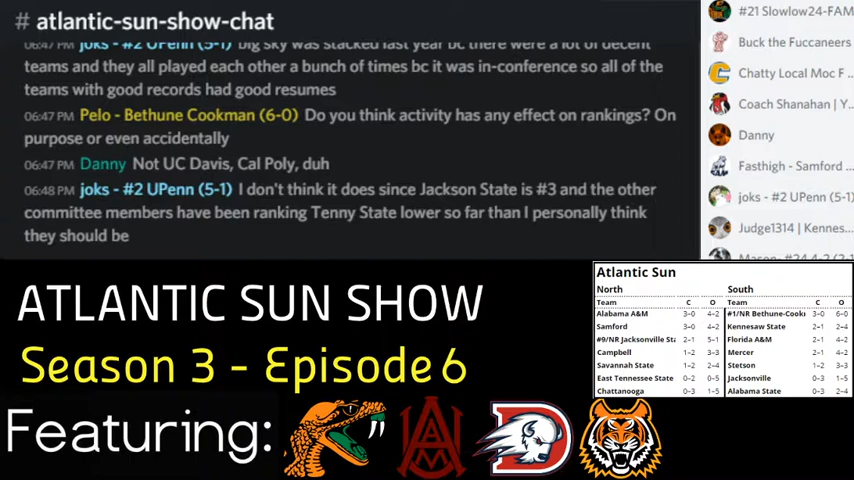 # atlantic-sun-show-chat
06:47 PM joks - #2 UPenn (5-1) big sky was stacked last year bc there were a lot of decent
teams and they all played each other a bunch of times bc it was in-conference so all of the
teams with good records had good resumes
06:47 PM Pelo - Bethune Cookman (6-0) Do you think activity has any effect on rankings? On
purpose or even accidentally
06:47 PM Danny Not UC Davis, Cal Poly, duh
06:48 PM joks - #2 UPenn (5-1) I don't think it does since Jackson State is #3 and the other
committee members have been ranking Tenny State lower so far than I personally think
they should be
#21 Slowlow24-FAM
Buck the Fuccaneers
Chatty Local Moc F...
Coach Shanahan | Y...
Danny
Fasthigh - Samford ...
joks - #2 UPenn (5-1)
Judge1314 | Kennes...
Mason- #24 4-2 (2-1
ATLANTIC SUN SHOW
Season 3 - Episode 6
Featuring:
Atlantic Sun
North South
Team C O Team C O
Alabama A&M 3-0 4-2 #1/NR Bethune-Cooki 3-0 6-0
Samford 3-0 4-2 Kennesaw State 2-1 2-4
#9/NR Jacksonville Sta 2-1 5-1 Florida A&M 2-1 4-2
Campbell 1-2 3-3 Mercer 2-1 4-2
Savannah State 1-2 2-4 Stetson 1-2 3-3
East Tennessee State 0-2 0-5 Jacksonville 0-3 1-5
Chattanooga 0-3 1-5 Alabama State 0-3 2-4